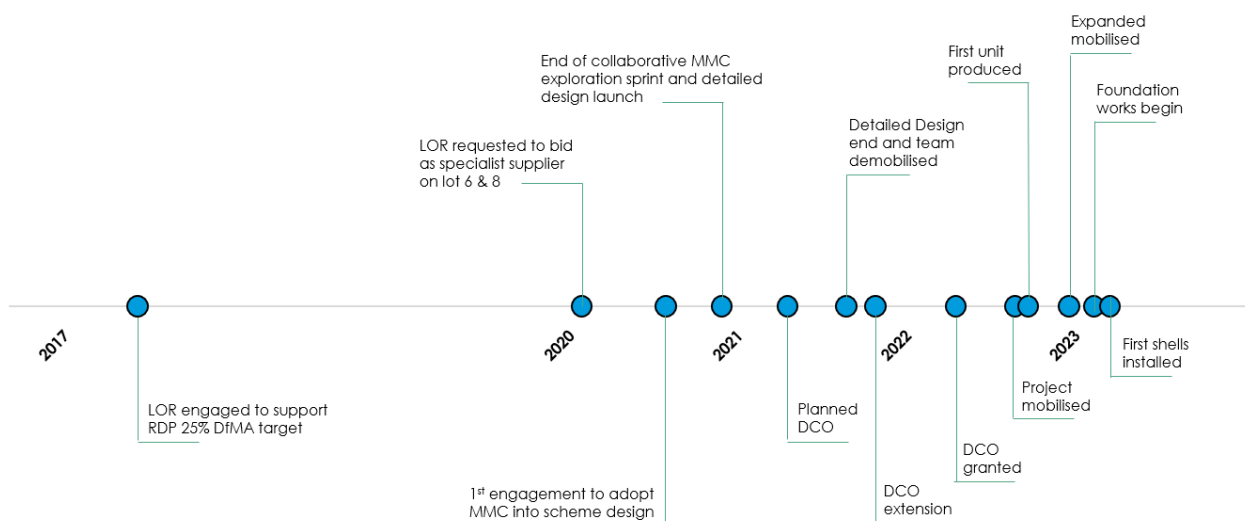 Expanded
mobilised
First unit
produced
End of collaborative MMC
exploration sprint and detailed
design launch
Foundation
works begin
Detailed Design
end and team
demobilised
LOR requested to bid
as specialist supplier
on lot 6 & 8
2017
2020
2021
2022
2023
First shells
installed
LOR engaged to support
RDP 25% DfMA target
Planned
DCO
Project
mobilised
DCO
granted
1st engagement to adopt
MMC into scheme design
DCO
extension